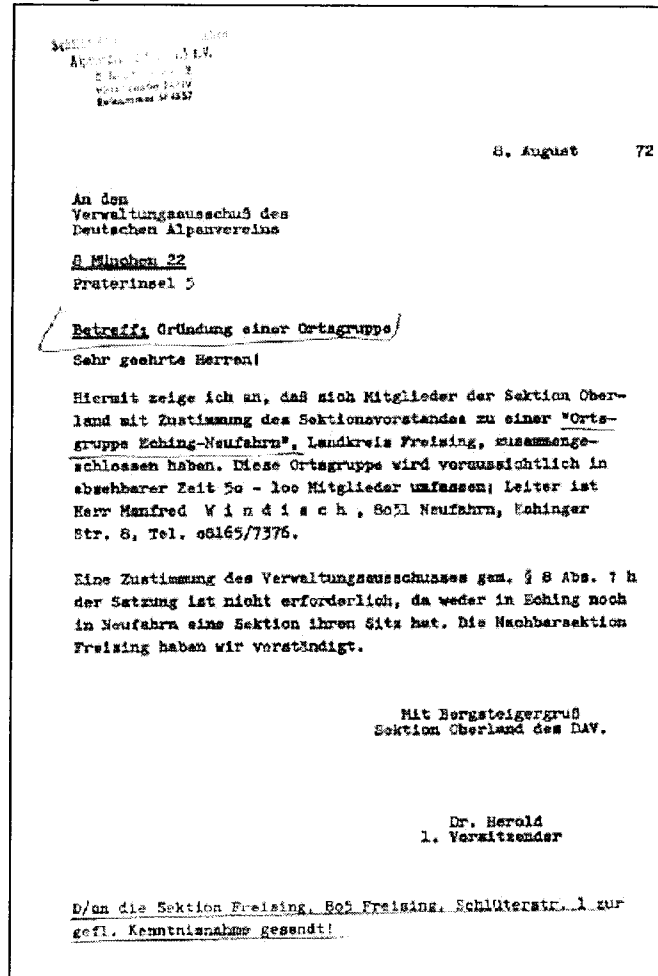 e.V.
8. August 72
An den
Verwaltungsausschuß des
Deutschen Alpenvereins
8 München 22
Praterinsel 5
Betreff: Gründung einer Ortsgruppe
Sehr geehrte Herren!
Hiermit zeige ich an, daß sich Mitglieder der Sektion Ober-
land mit Zustimmung des Sektionsvorstandes zu einer "Orts-
gruppe Eching-Neufahrn", Landkreis Freising, zusammenge-
schlossen haben. Diese Ortsgruppe wird voraussichtlich in
absehbarer Zeit 5o - 1oo Mitglieder umfassen; Leiter ist
Herr Manfred W i n d i s c h , 8o51 Neufahrn, Echinger
Str. 8, Tel. o8165/7376.
Eine Zustimmung des Verwaltungsausschusses gem. § 8 Abs. 7 h
der Satzung ist nicht erforderlich, da weder in Eching noch
in Neufahrn eine Sektion ihren Sitz hat. Die Nachbarsektion
Freising haben wir verständigt.
Mit Bergsteigergruß
Sektion Oberland des DAV.
Dr. Herold
1. Vorsitzender
D/an die Sektion Freising, 8o5 Freising, Schlüterstr. 1 zur
gefl. Kenntnisnahme gesandt!